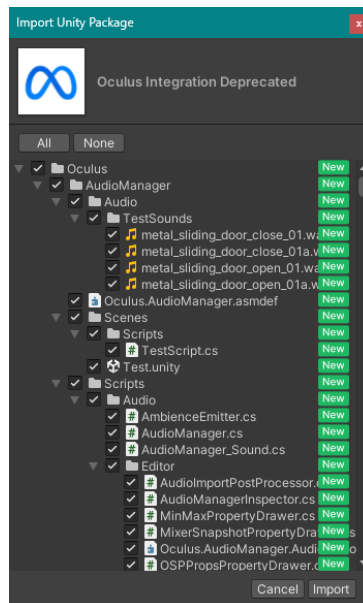 Import Unity Package
x
Oculus Integration Deprecated
All None
Oculus New
AudioManager New
Audio New
TestSounds New
metal_sliding_door_close_01.wa New
metal_sliding_door_close_01a.w New
metal_sliding_door_open_01.wa New
metal_sliding_door_open_01a.w New
Oculus.AudioManager.asmdef New
Scenes New
Scripts New
TestScript.cs New
Test.unity New
Scripts New
Audio New
AmbienceEmitter.cs New
AudioManager.cs New
AudioManager_Sound.cs New
Editor New
AudioImportPostProcessor. New
AudioManagerInspector.cs New
MinMaxPropertyDrawer.cs New
MixerSnapshotPropertyDra New s
Oculus.AudioManager.Audi New o
OSPPropsPropertyDrawer.c New
Cancel Import